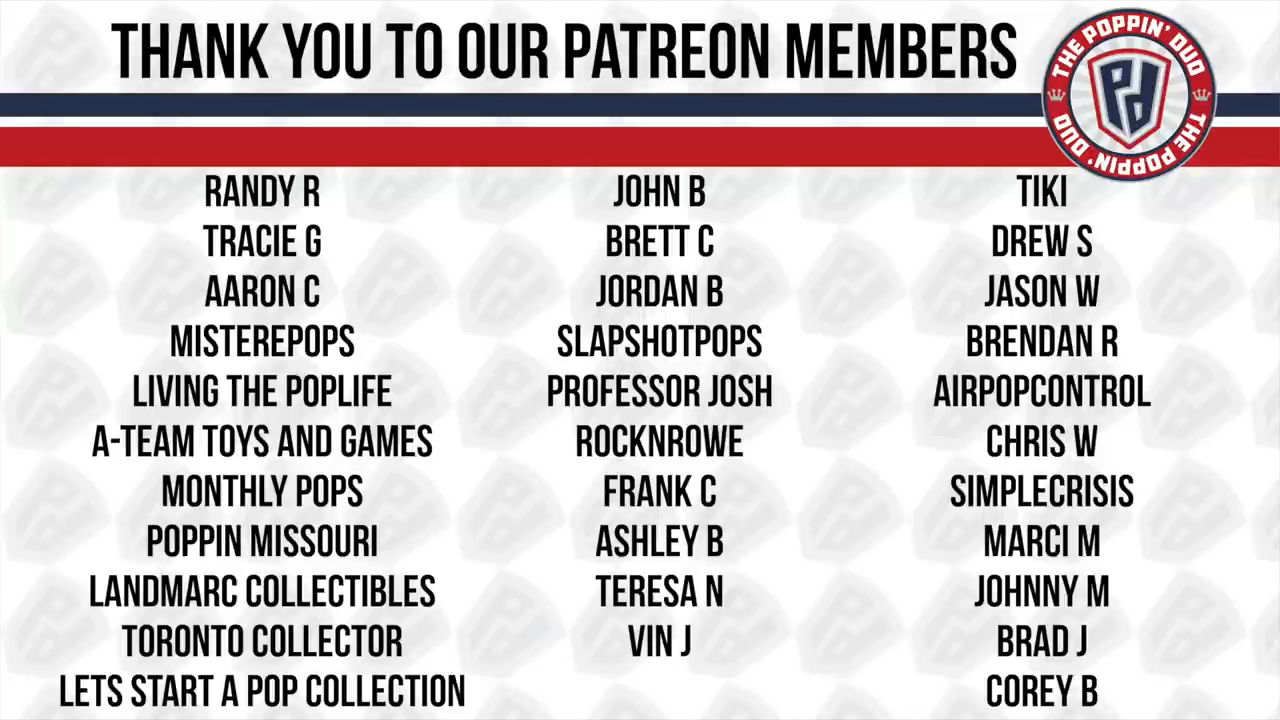 THANK YOU TO OUR PATREON MEMBERS
THE POPPIN' DUO
THE POPPIN' DUO
PD
RANDY R
TRACIE G
AARON C
MISTEREPOPS
LIVING THE POPLIFE
A-TEAM TOYS AND GAMES
MONTHLY POPS
POPPIN MISSOURI
LANDMARC COLLECTIBLES
TORONTO COLLECTOR
LETS START A POP COLLECTION
JOHN B
BRETT C
JORDAN B
SLAPSHOTPOPS
PROFESSOR JOSH
ROCKNROWE
FRANK C
ASHLEY B
TERESA N
VIN J
TIKI
DREW S
JASON W
BRENDAN R
AIRPOPCONTROL
CHRIS W
SIMPLECRISIS
MARCI M
JOHNNY M
BRAD J
COREY B